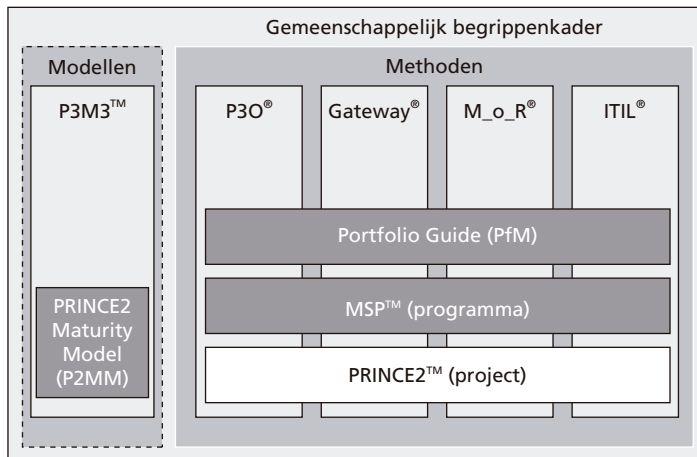 Gemeenschappelijk begrippenkader
Modellen
P3M3™
PRINCE2
Maturity
Model
(P2MM)
Methoden
P3O®
Gateway®
M_o_R®
ITIL®
Portfolio Guide (PfM)
MSP™ (programma)
PRINCE2™ (project)